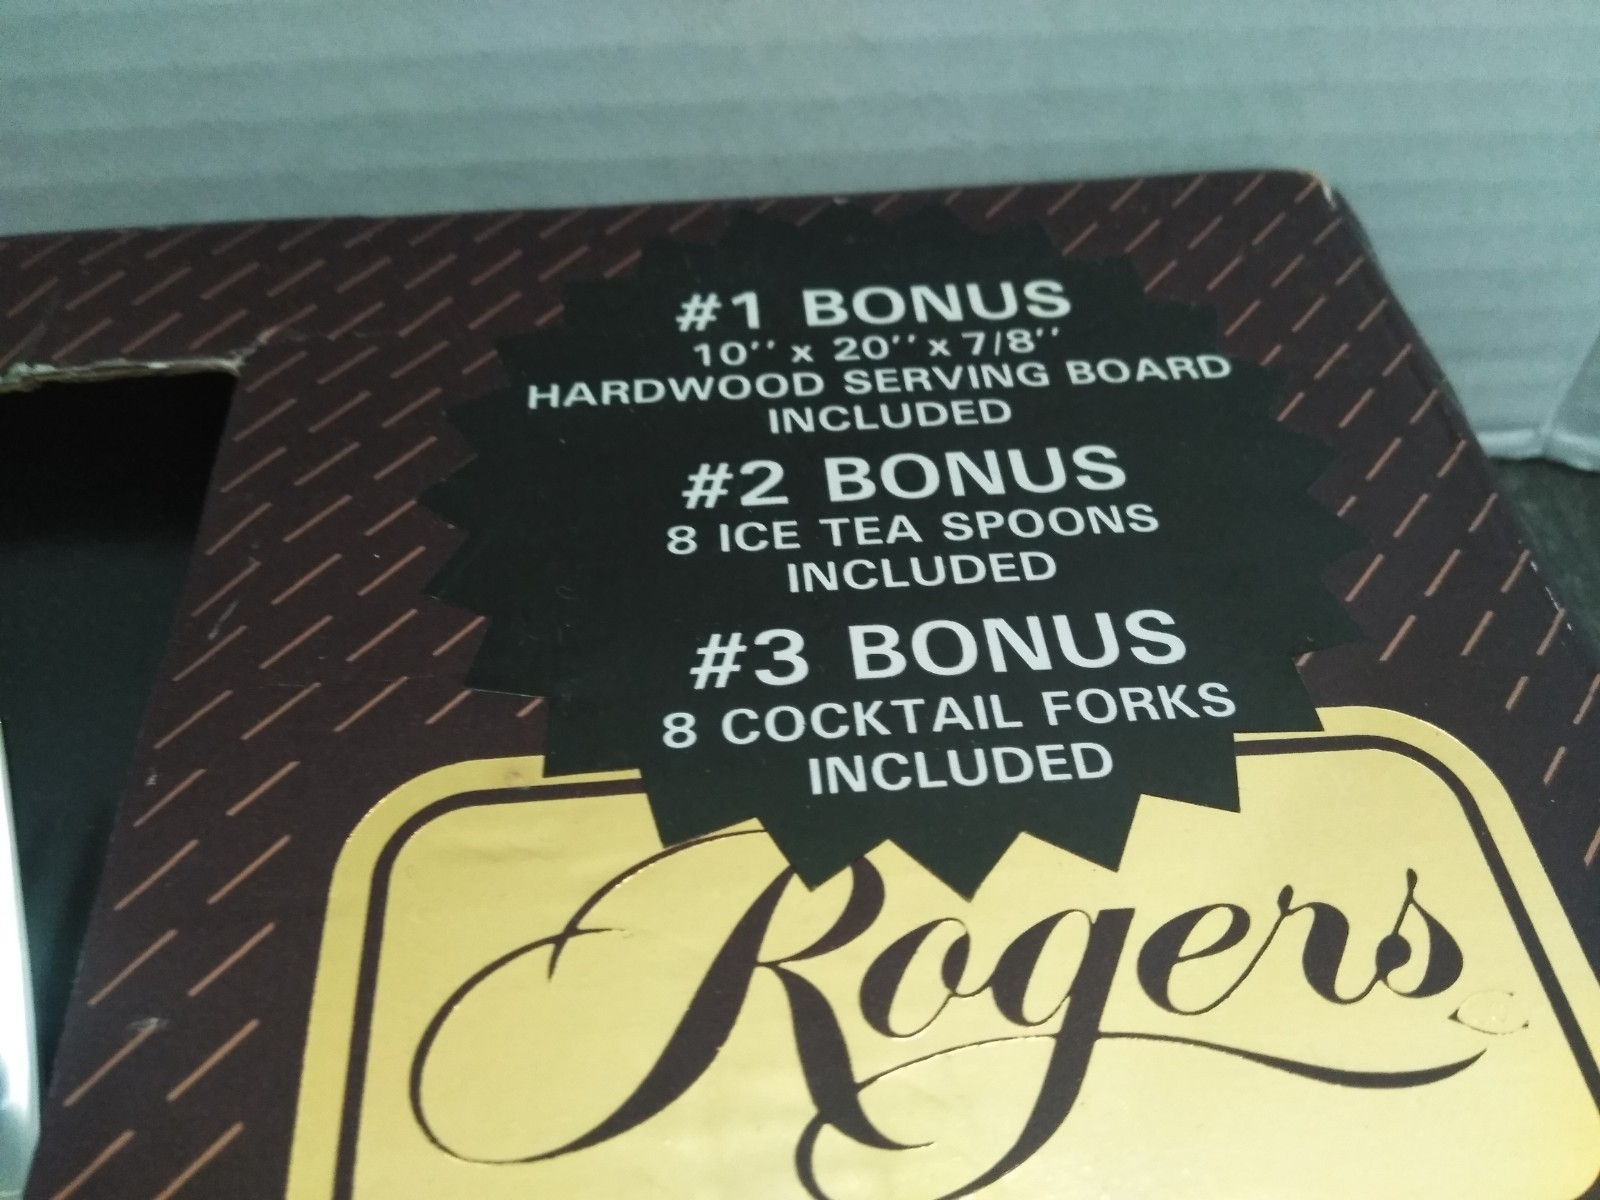 #1 BONUS
10'' x 20'' x 7/8''
HARDWOOD SERVING BOARD
INCLUDED
#2 BONUS
8 ICE TEA SPOONS
INCLUDED
#3 BONUS
8 COCKTAIL FORKS
INCLUDED
Rogers